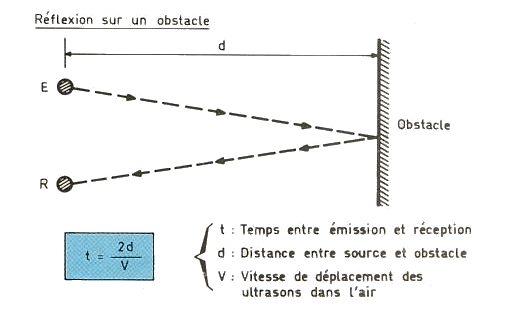 Réflexion sur un obstacle
d
E
Obstacle
R
t = 2d / V
t : Temps entre émission et réception
d : Distance entre source et obstacle
V : Vitesse de déplacement des
ultrasons dans l'air